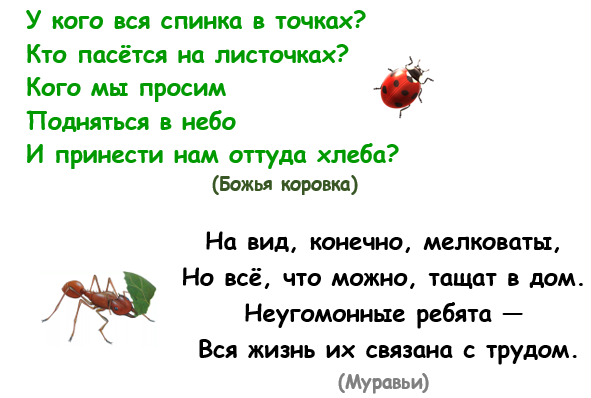 У кого вся спинка в точках?
Кто пасётся на листочках?
Кого мы просим
Подняться в небо
И принести нам оттуда хлеба?
(Божья коровка)
На вид, конечно, мелковаты,
Но всё, что можно, тащат в дом.
Неугомонные ребята —
Вся жизнь их связана с трудом.
(Муравьи)